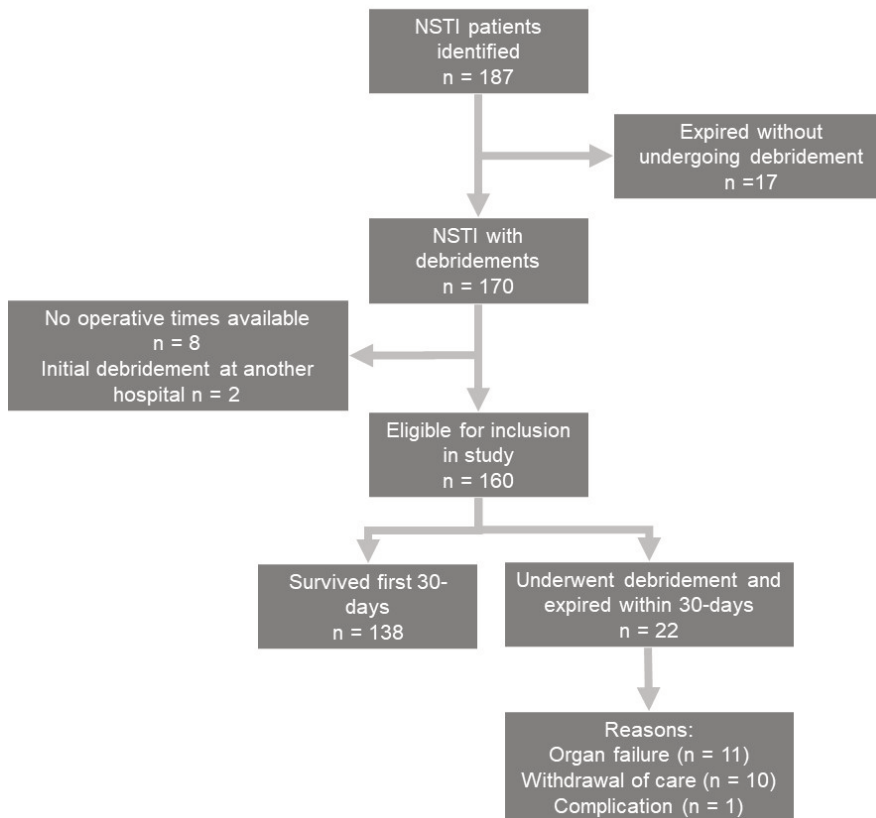 NSTI patients
identified
n = 187
Expired without
undergoing debridement
n =17
NSTI with
debridements
n = 170
No operative times available
n = 8
Initial debridement at another
hospital n = 2
Eligible for inclusion
in study
n = 160
Survived first 30-
days
n = 138
Underwent debridement and
expired within 30-days
n = 22
Reasons:
Organ failure (n = 11)
Withdrawal of care (n = 10)
Complication (n = 1)